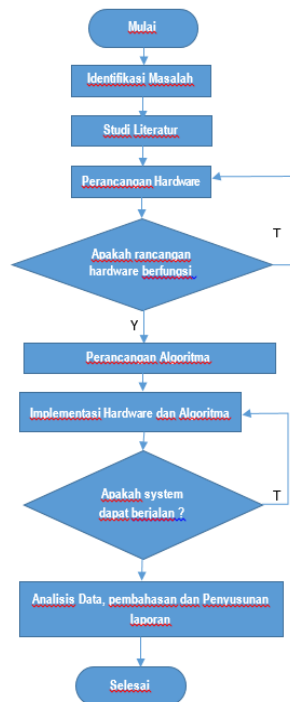 Mulai
Identifikasi Masalah
Studi Literatur
Perancangan Hardware
Apakah rancangan
hardware berfungsi
T
Y
Perancangan Algoritma
Implementasi Hardware dan Algoritma
Apakah system
dapat berjalan ?
T
Analisis Data, pembahasan dan Penyusunan
laporan
Selesai